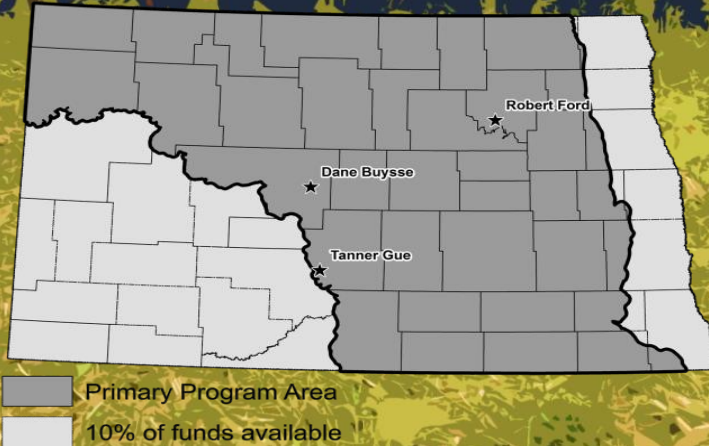 Robert Ford
Dane Buysse
Tanner Gue
Primary Program Area
10% of funds available